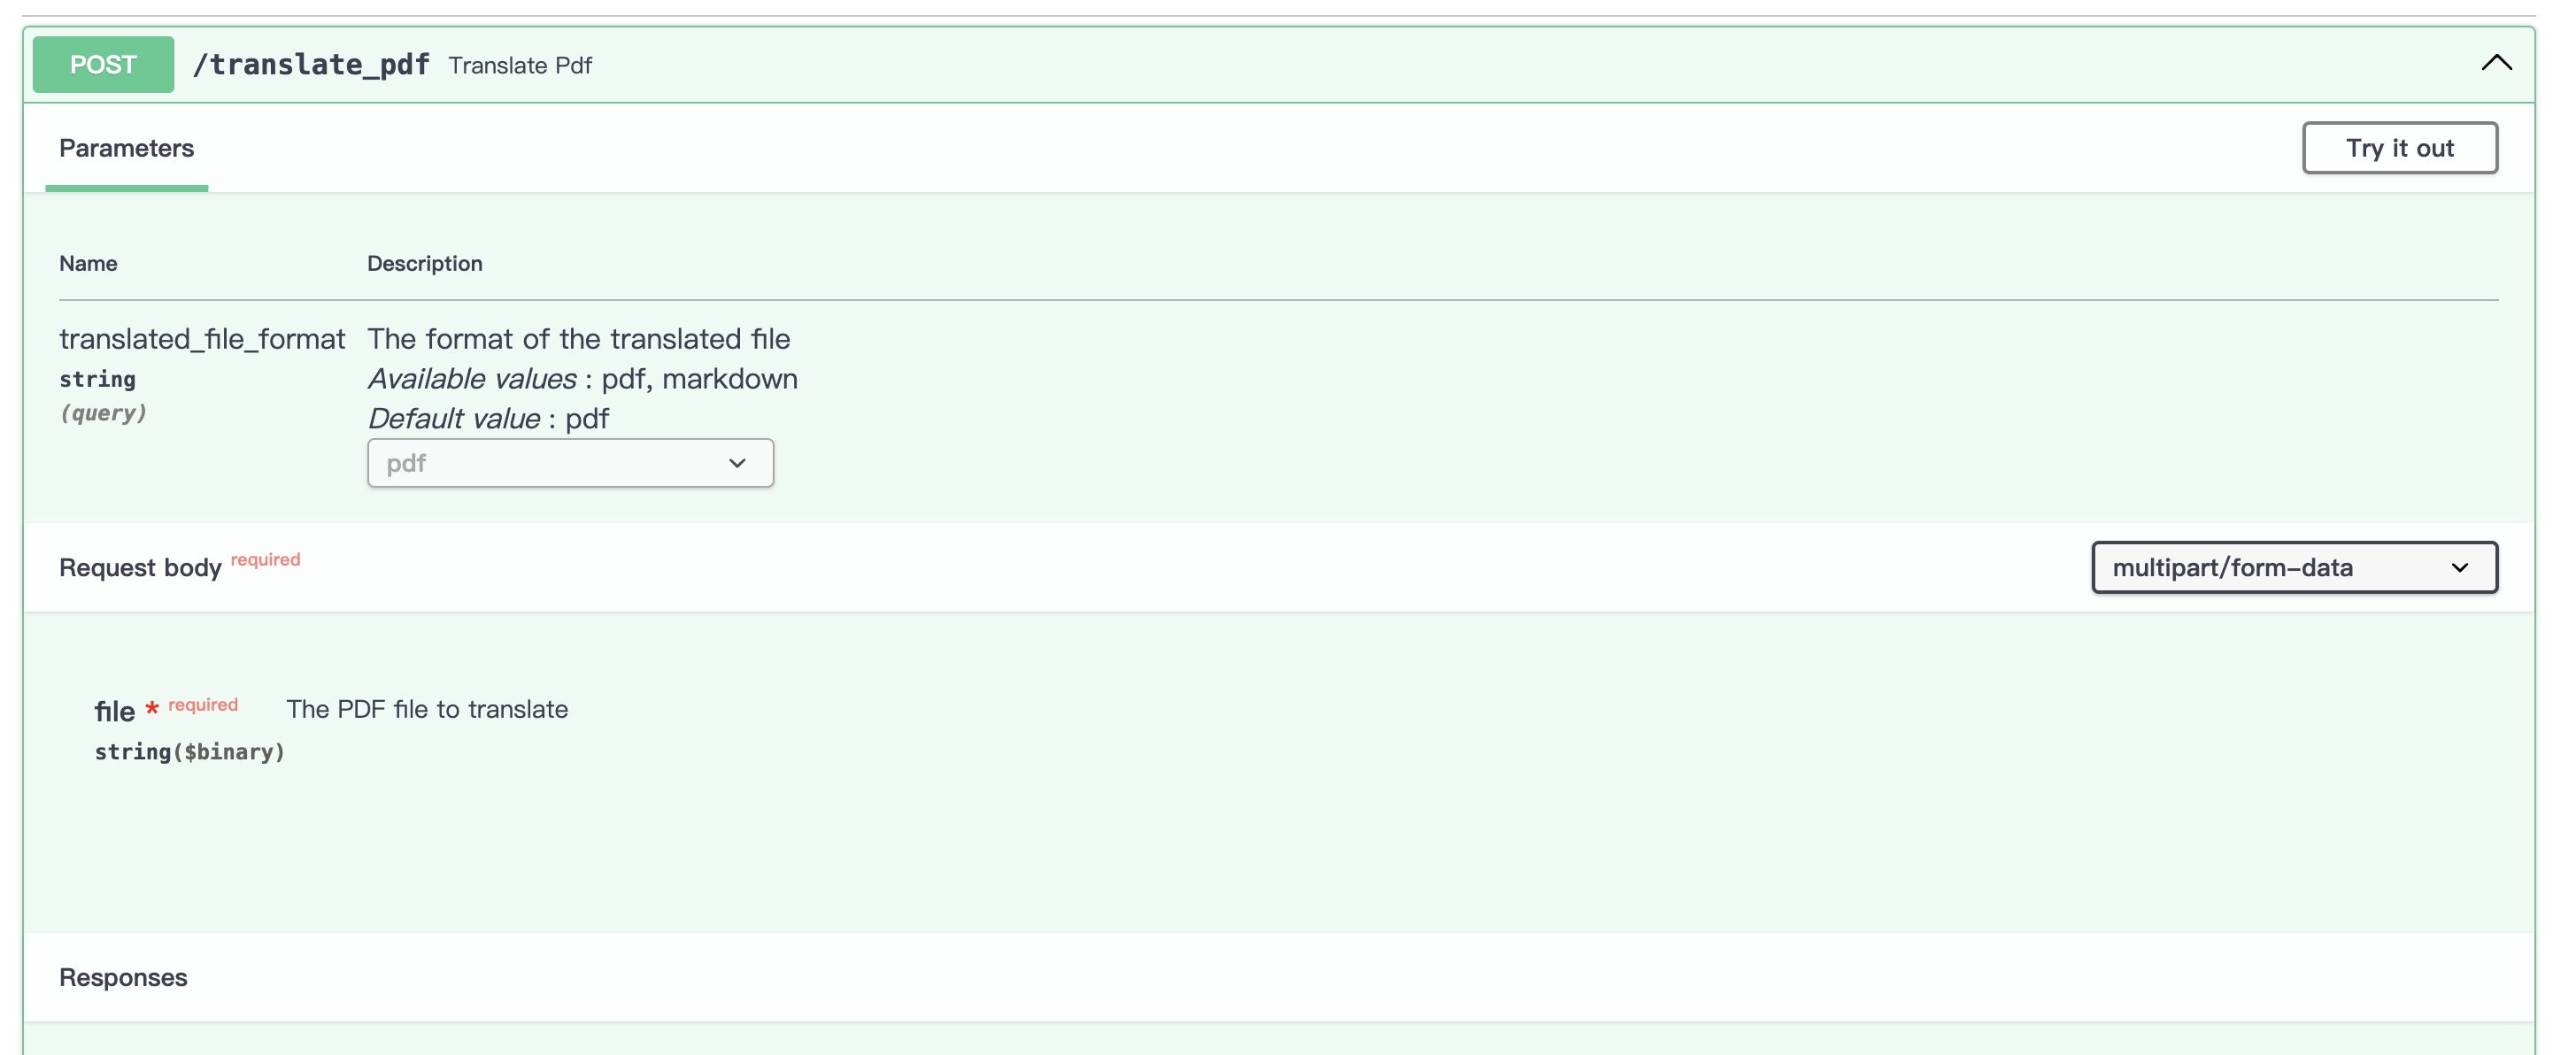 POST /translate_pdf Translate Pdf
Parameters
Try it out
Name Description
translated_file_format The format of the translated file
string Available values : pdf, markdown
(query) Default value : pdf
pdf
Request body required multipart/form-data
file * required The PDF file to translate
string($binary)
Responses